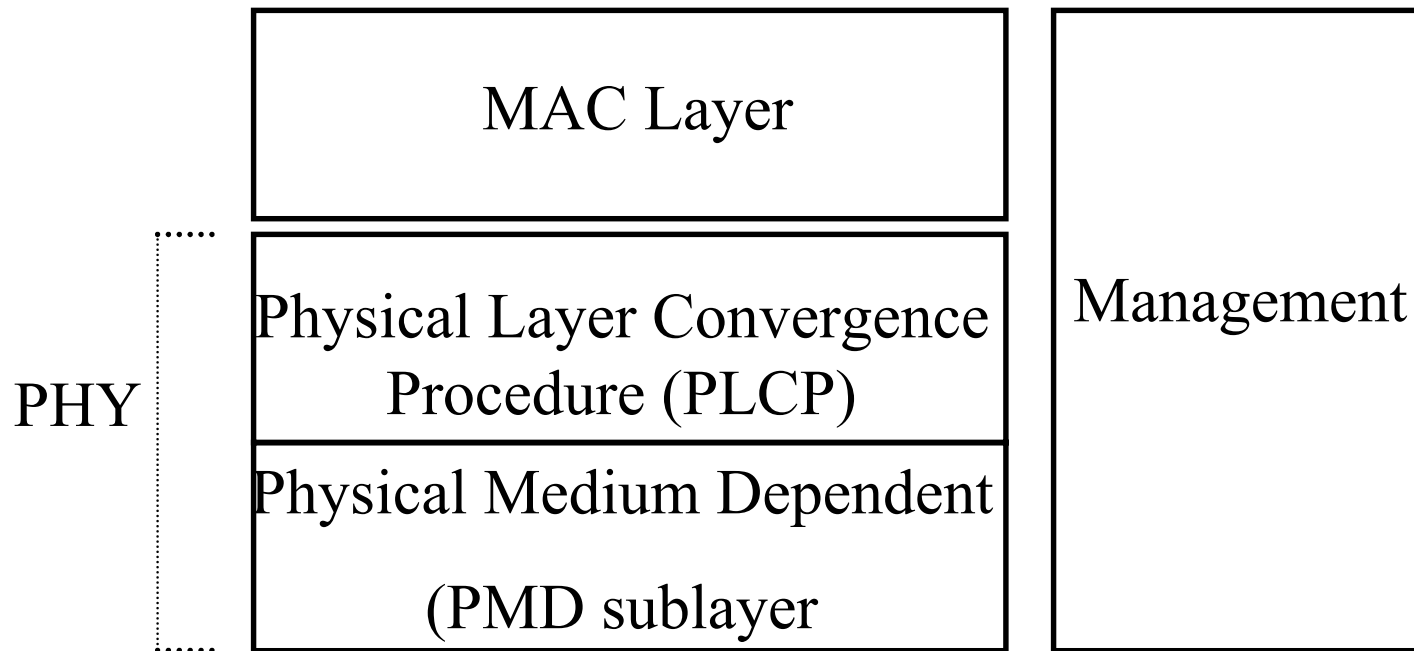 MAC Layer
Physical Layer Convergence
Procedure (PLCP)
Physical Medium Dependent
(PMD sublayer
PHY
Management